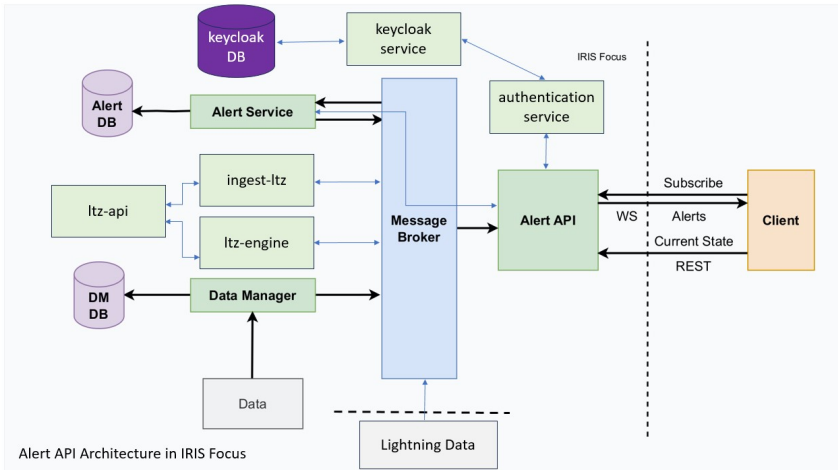 keycloak
DB
keycloak
service
IRIS Focus
Alert
DB
Alert Service
authentication
service
ingest-ltz
ltz-api
ltz-engine
Message
Broker
Alert API
Subscribe
WS
Alerts
Client
Current State
REST
DM
DB
Data Manager
Data
Lightning Data
Alert API Architecture in IRIS Focus